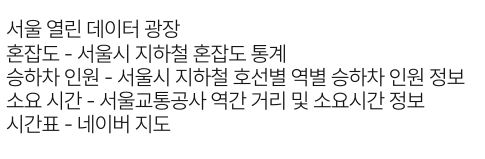 서울 열린 데이터 광장
혼잡도 - 서울시 지하철 혼잡도 통계
승하차 인원 - 서울시 지하철 호선별 역별 승하차 인원 정보
소요 시간 - 서울교통공사 역간 거리 및 소요시간 정보
시간표 - 네이버 지도